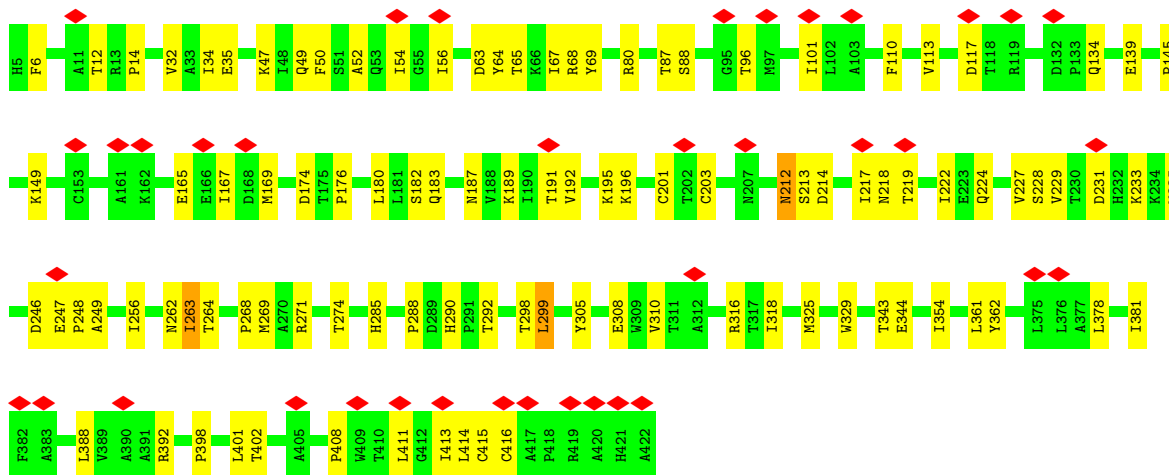 H5 F6 A11 T12 R13 P14 V32 A33 I34 E35 K47 I48 Q49 F50 S51 A52 Q53 I54 G55 I56 D63 Y64 T65 K66 I67 R68 Y69 R80 T87 S88 G95 T96 M97 I101 L102 A103 F110 V113 D117 T118 R119 D132 P133 Q134 E139
K149 C153 A161 K162 E165 E166 I167 D168 M169 D174 T175 P176 L180 L181 S182 Q183 N187 V188 K189 I190 T191 V192 K195 K196 C201 T202 C203 N207 N212 S213 D214 I217 N218 T219 I222 E223 Q224 V227 S228 V229 T230 D231 H232 K233 K234
D246 E247 P248 A249 I256 N262 I263 T264 P268 M269 A270 R271 T274 H285 P288 D289 H290 P291 T292 T298 L299 Y305 E308 W309 V310 T311 A312 R316 T317 I318 M325 W329 T343 E344 I354 L361 Y362 L375 L376 A377 L378 I381
F382 A383 L388 V389 A390 A391 R392 P398 L401 T402 A405 P408 W409 T410 L411 G412 I413 L414 C415 C416 A417 P418 R419 A420 H421 A422